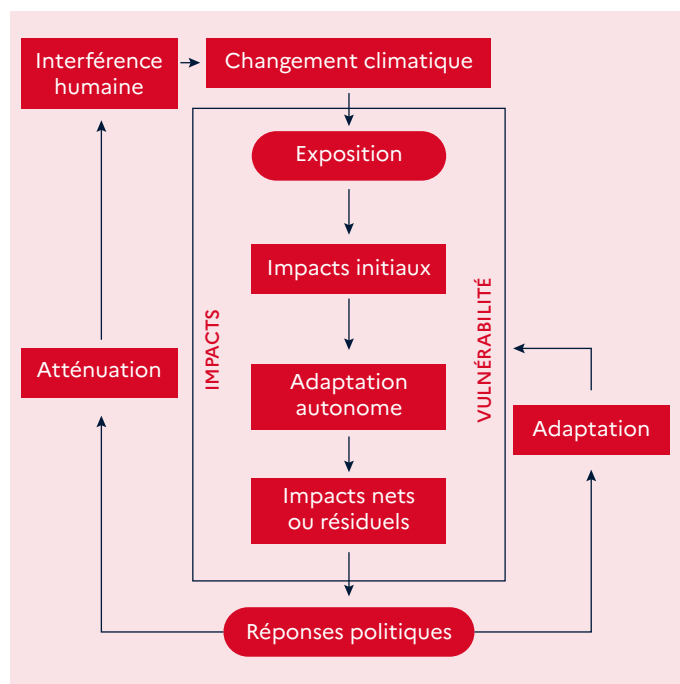 Interférence
humaine
Changement climatique
Exposition
Impacts initiaux
IMPACTS
VULNÉRABILITÉ
Atténuation
Adaptation
autonome
Adaptation
Impacts nets
ou résiduels
Réponses politiques